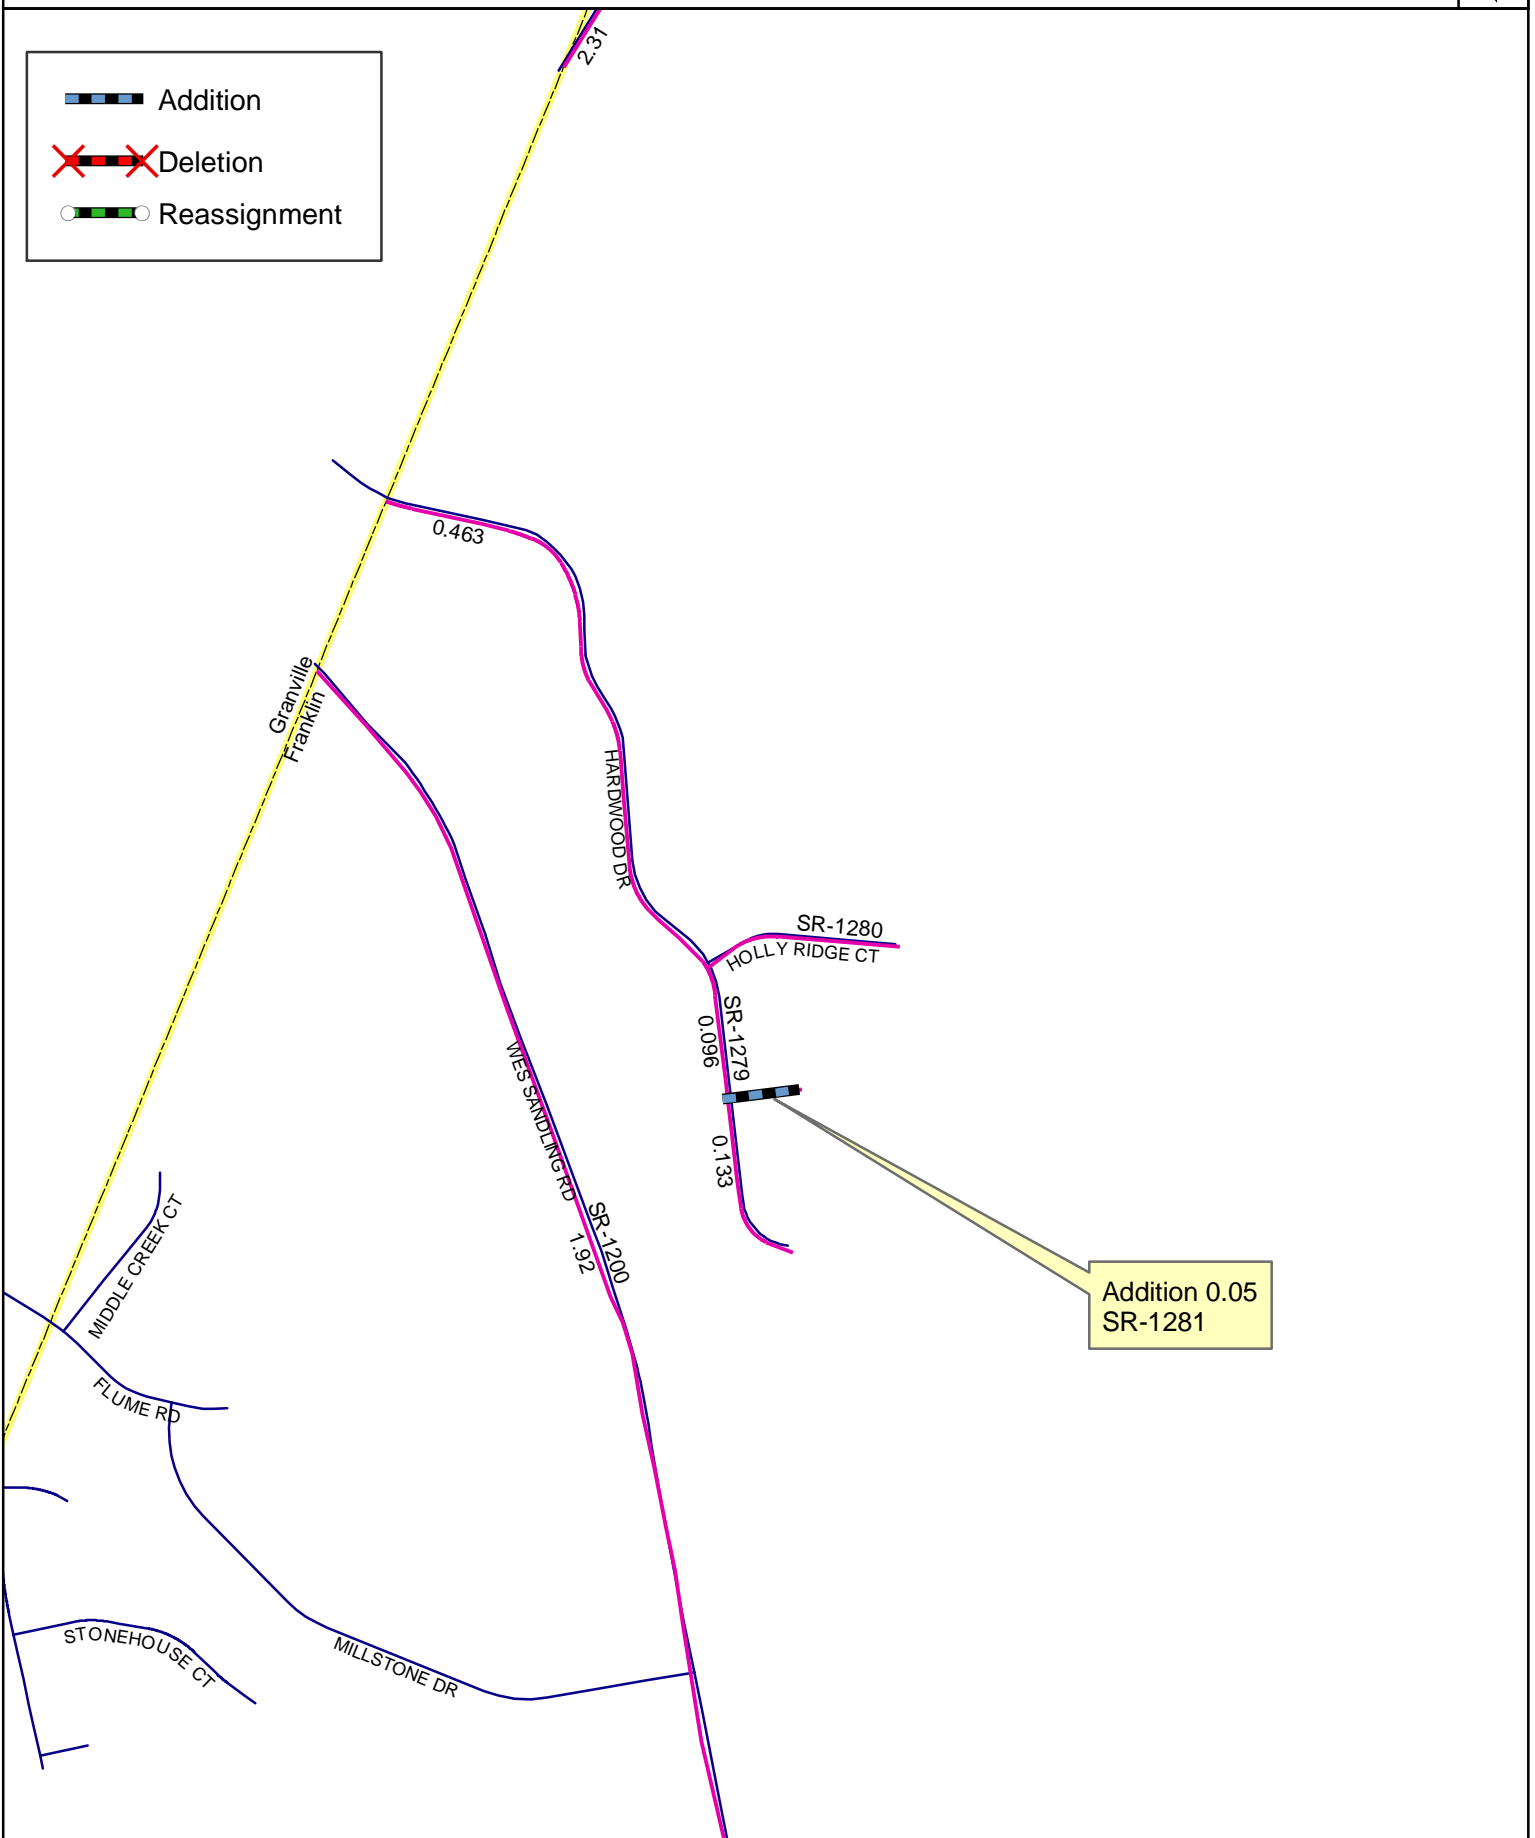 2.31
Addition
Deletion
Reassignment
0.463
Granville
Franklin
HARDWOOD DR
SR-1280
HOLLY RIDGE CT
SR-1279
0.096
WES SANDLING RD
0.133
SR-1200
1.92
MIDDLE CREEK CT
Addition 0.05
SR-1281
FLUME RD
STONEHOUSE CT
MILLSTONE DR